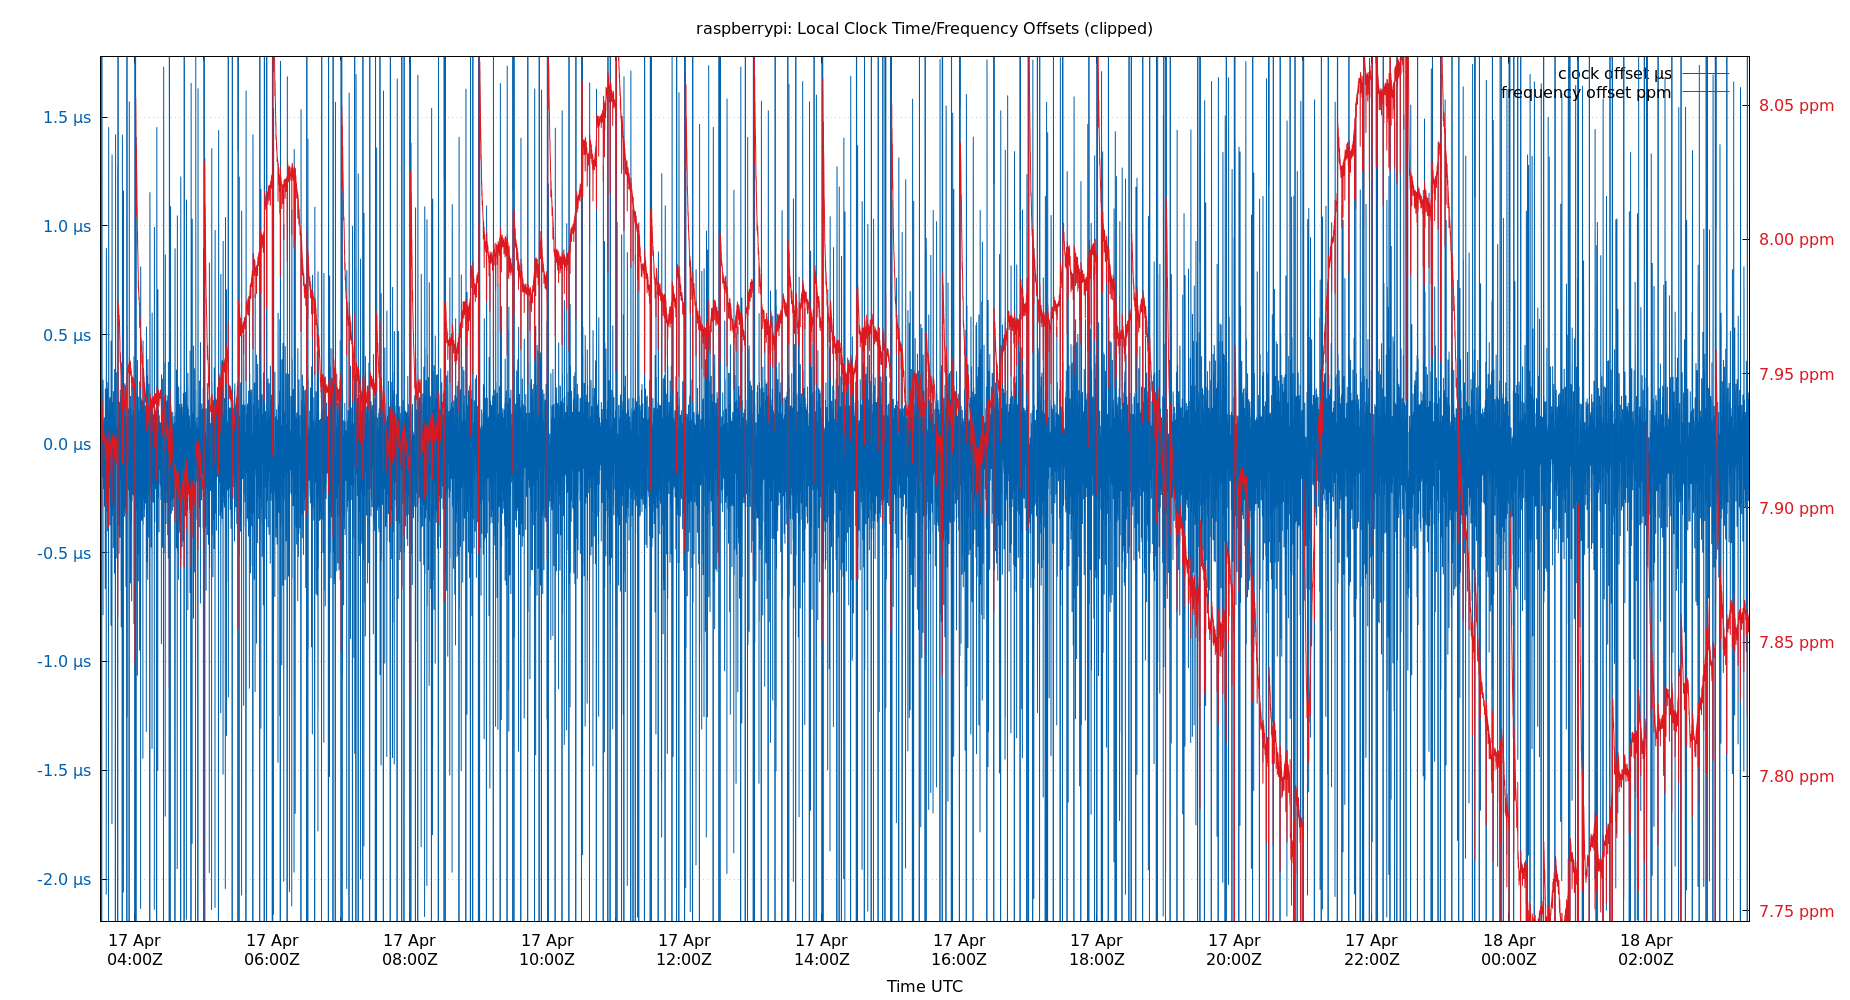 raspberrypi: Local Clock Time/Frequency Offsets (clipped)
clock offset µs
frequency offset ppm
1.5 µs
1.0 µs
0.5 µs
0.0 µs
-0.5 µs
-1.0 µs
-1.5 µs
-2.0 µs
8.05 ppm
8.00 ppm
7.95 ppm
7.90 ppm
7.85 ppm
7.80 ppm
7.75 ppm
17 Apr 17 Apr 17 Apr 17 Apr 17 Apr 17 Apr 17 Apr 17 Apr 17 Apr 17 Apr 18 Apr 18 Apr
04:00Z 06:00Z 08:00Z 10:00Z 12:00Z 14:00Z 16:00Z 18:00Z 20:00Z 22:00Z 00:00Z 02:00Z
Time UTC